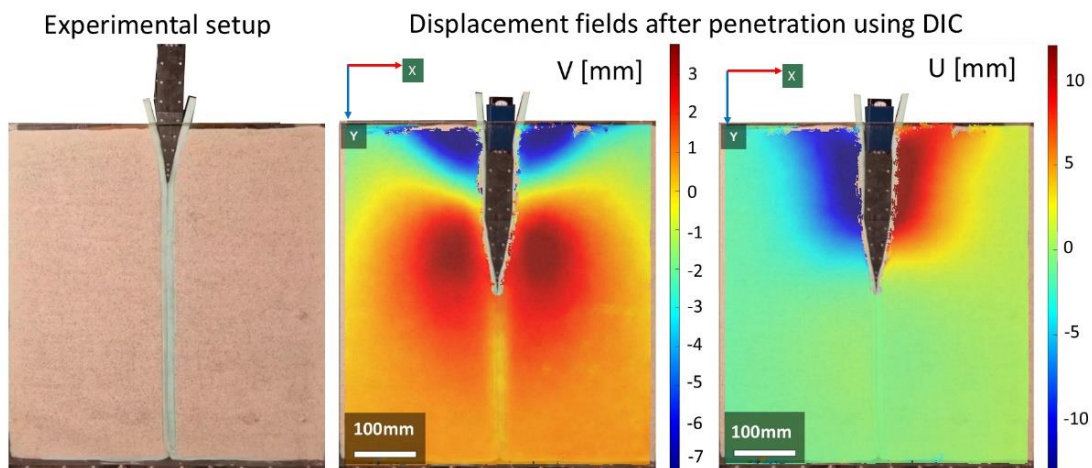 Experimental setup
Displacement fields after penetration using DIC
X
V [mm]
Y
100mm
3
2
1
0
-1
-2
-3
-4
-5
-6
-7
X
U [mm]
Y
100mm
10
5
0
-5
-10